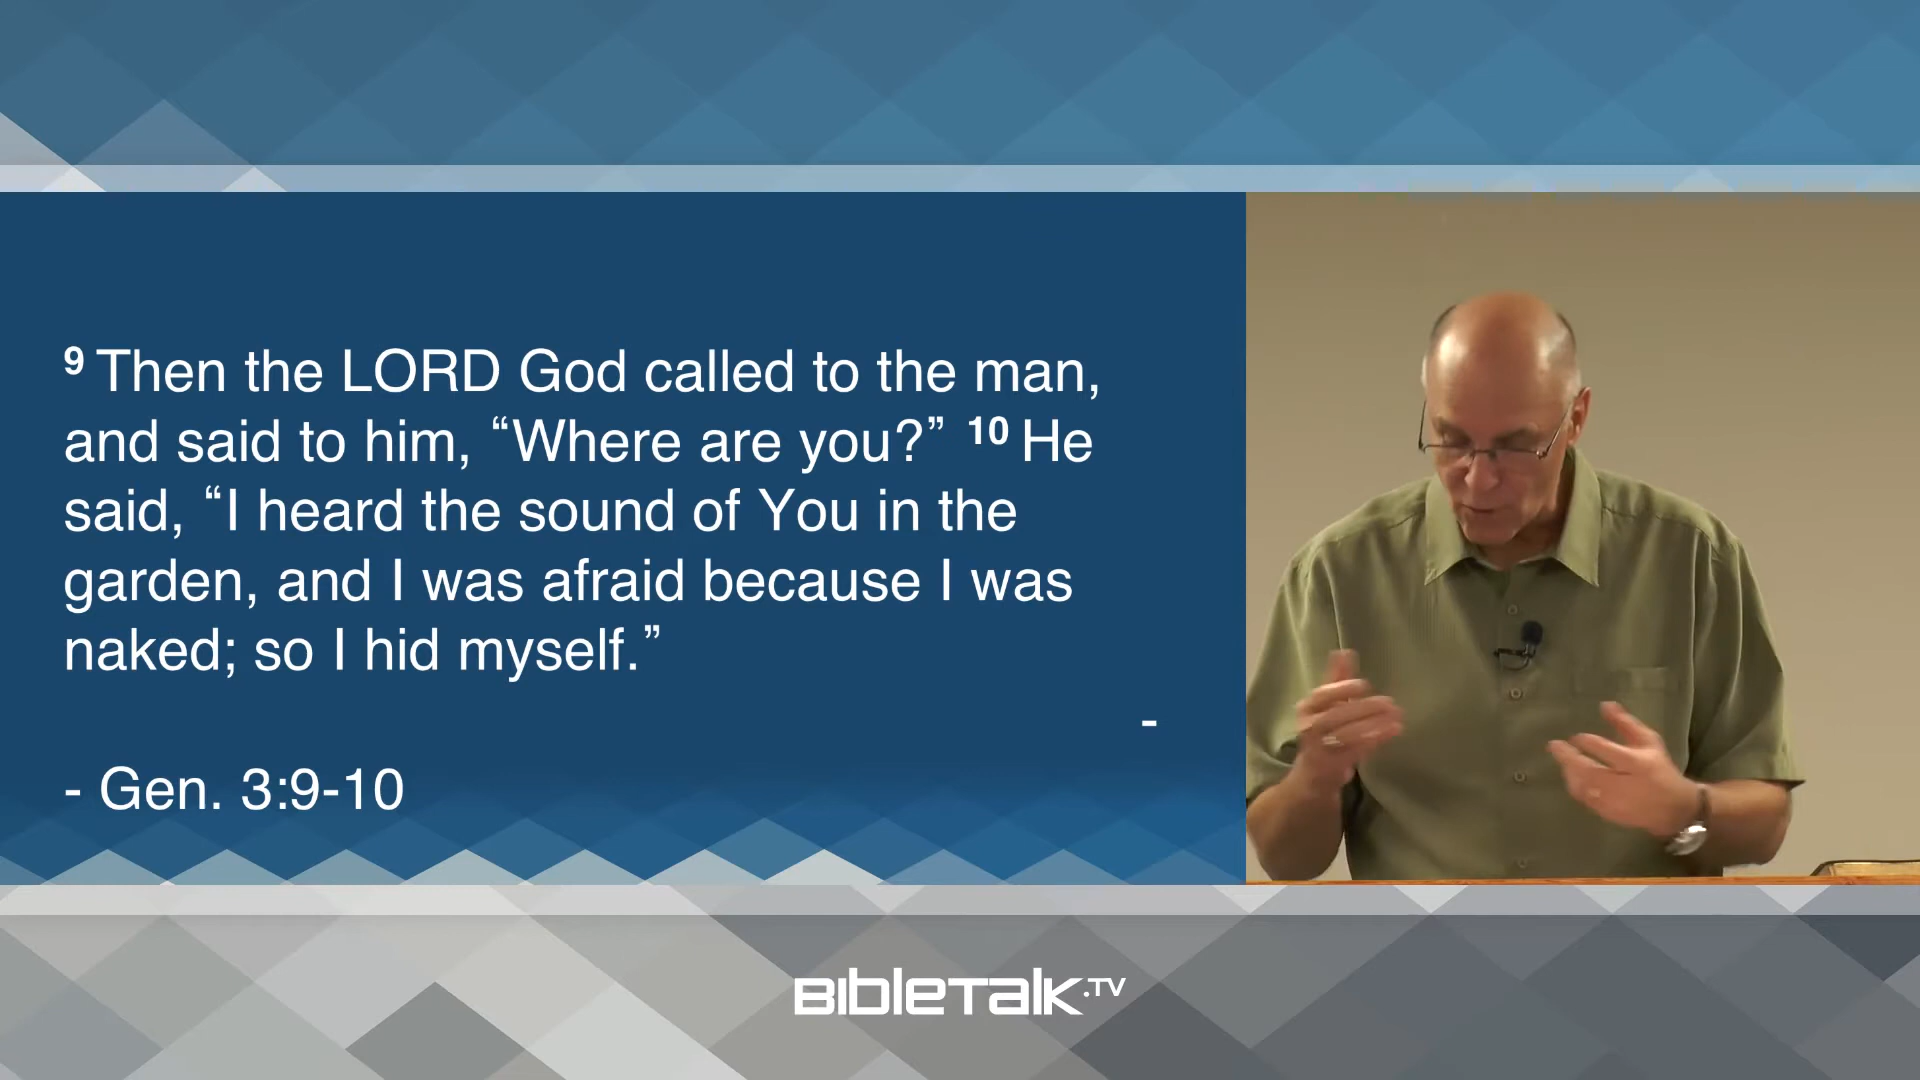 9 Then the LORD God called to the man,
and said to him, “Where are you?” 10 He
said, “I heard the sound of You in the
garden, and I was afraid because I was
naked; so I hid myself.”
-
- Gen. 3:9-10
BibleTalk.TV